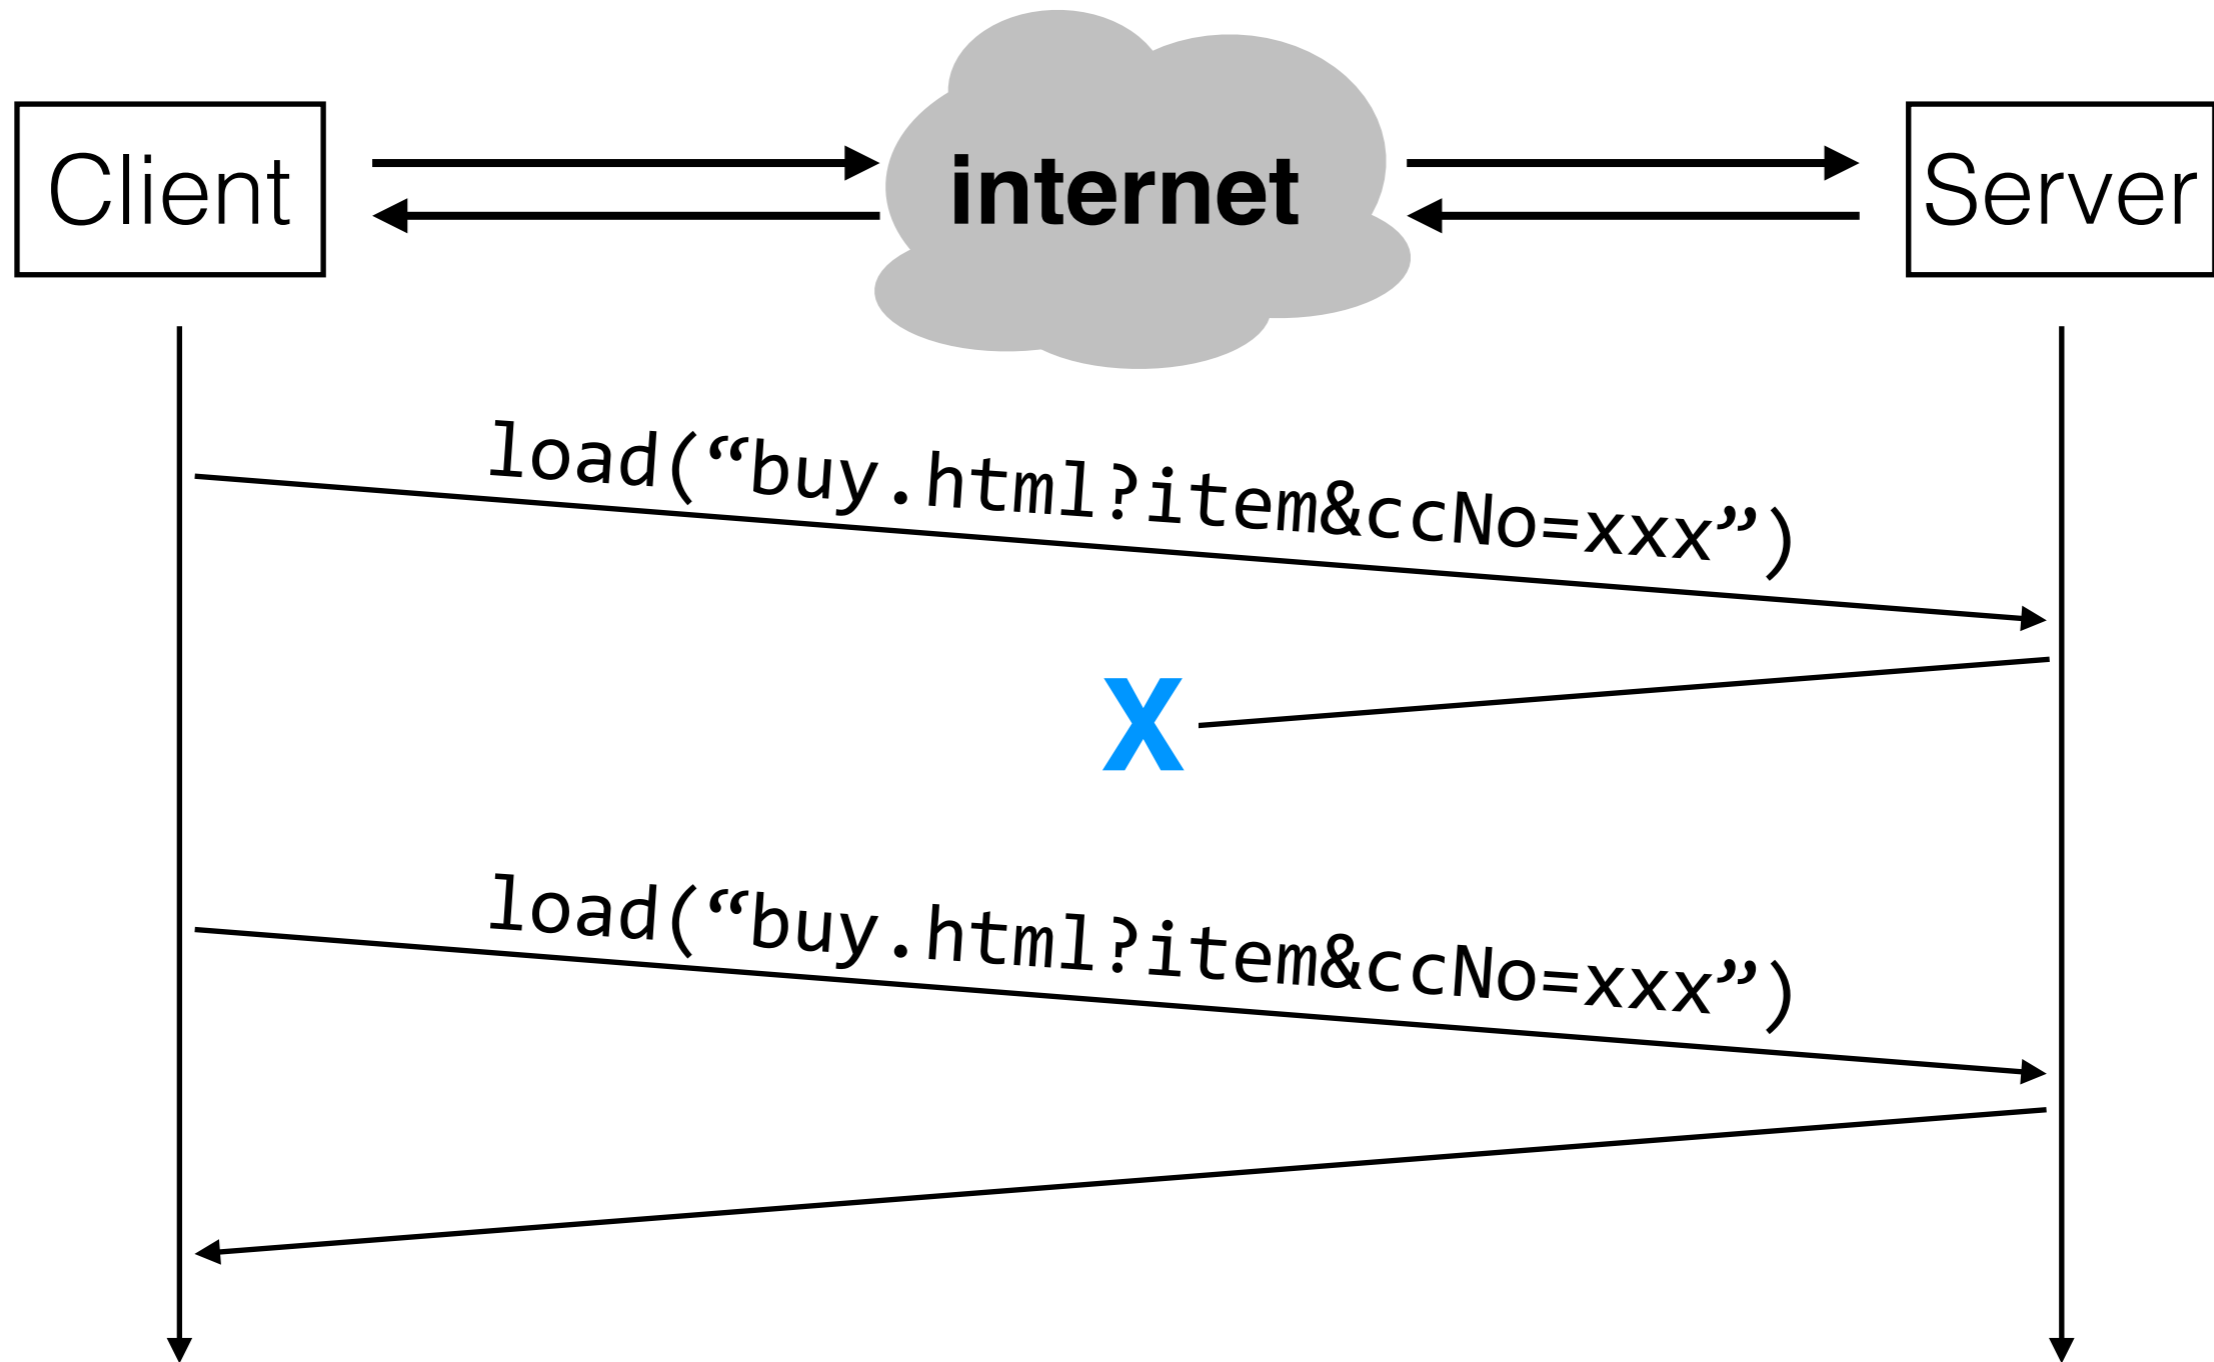 Client
internet
Server
load(“buy.html?item&ccNo=xxx”)
X
load(“buy.html?item&ccNo=xxx”)